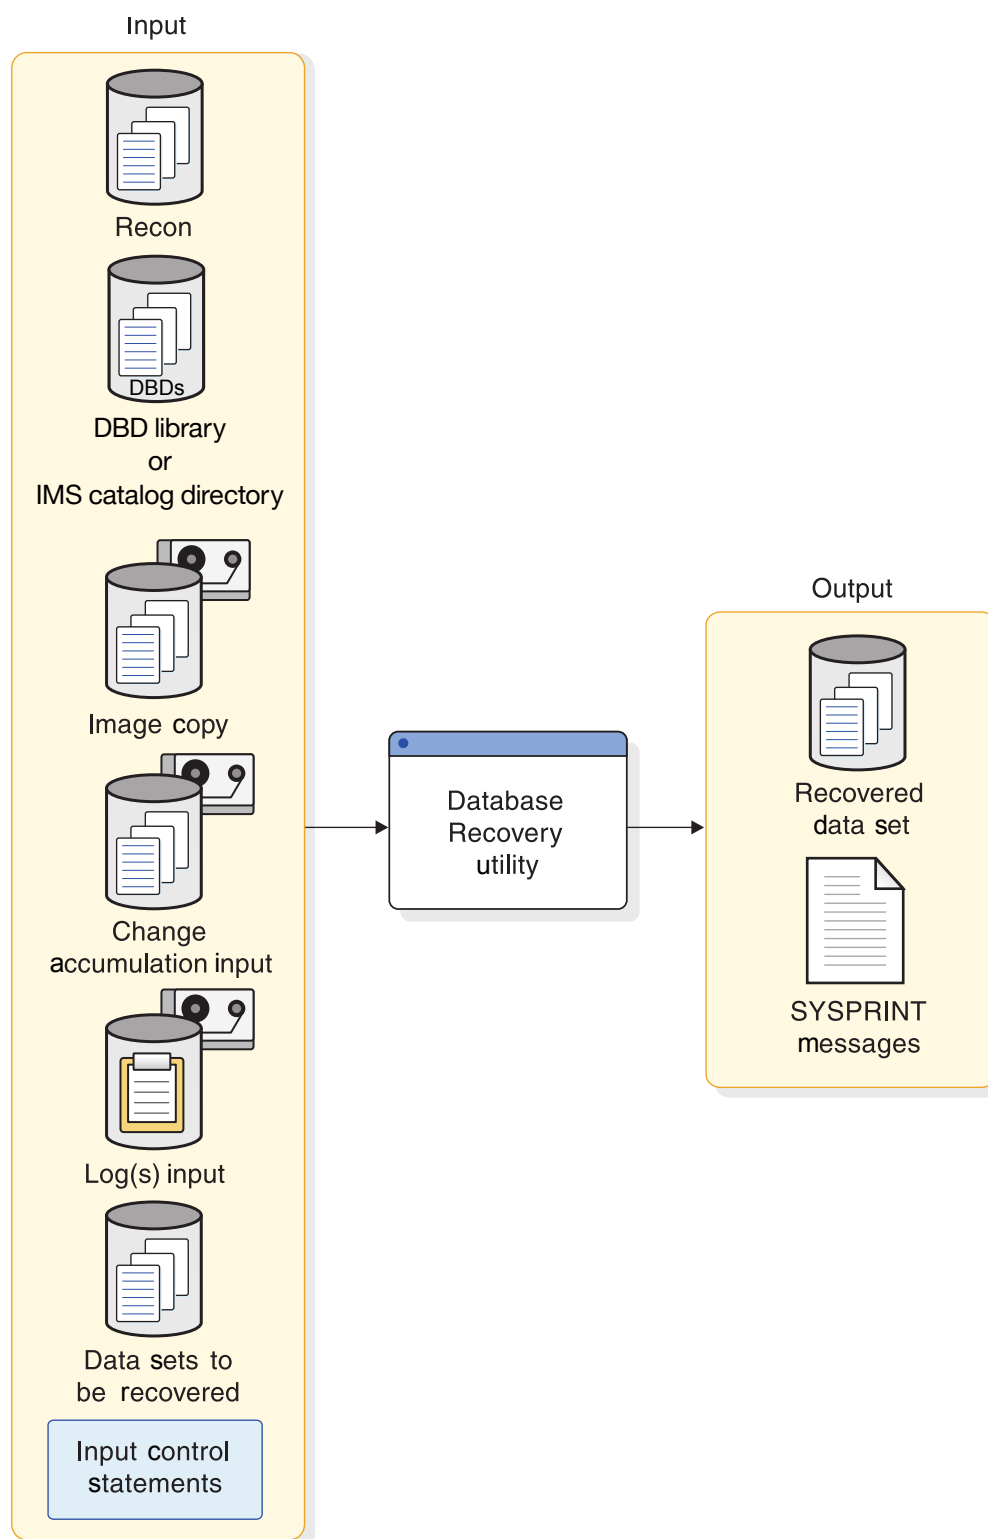 Input
Recon
DBDs
DBD library
or
IMS catalog directory
Image copy
Change
accumulation input
Log(s) input
Data sets to
be recovered
Input control
statements
Database
Recovery
utility
Output
Recovered
data set
SYSPRINT
messages